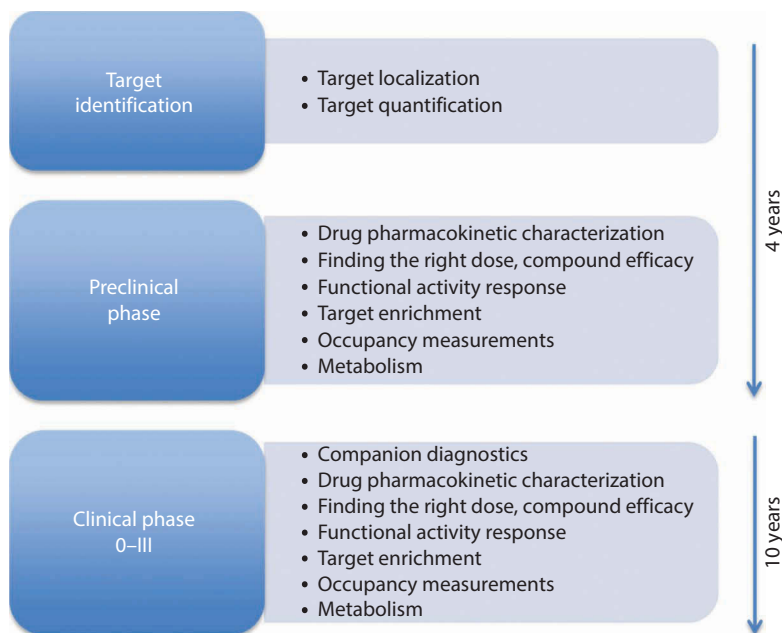 Target
identification
• Target localization
• Target quantification
Preclinical
phase
• Drug pharmacokinetic characterization
• Finding the right dose, compound efficacy
• Functional activity response
• Target enrichment
• Occupancy measurements
• Metabolism
4 years
Clinical phase
0–III
• Companion diagnostics
• Drug pharmacokinetic characterization
• Finding the right dose, compound efficacy
• Functional activity response
• Target enrichment
• Occupancy measurements
• Metabolism
10 years